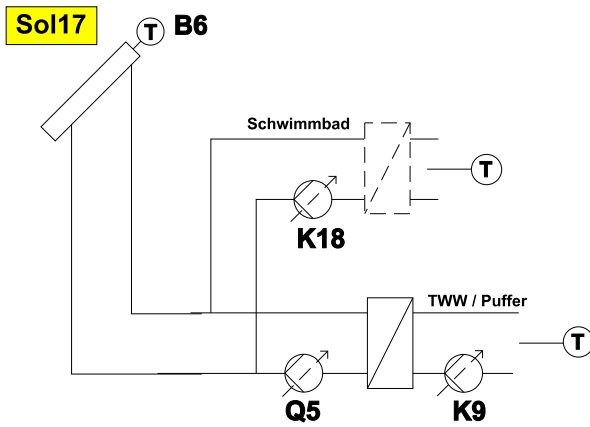 Sol17
T B6
Schwimmbad
T
K18
TWW / Puffer
T
Q5
K9